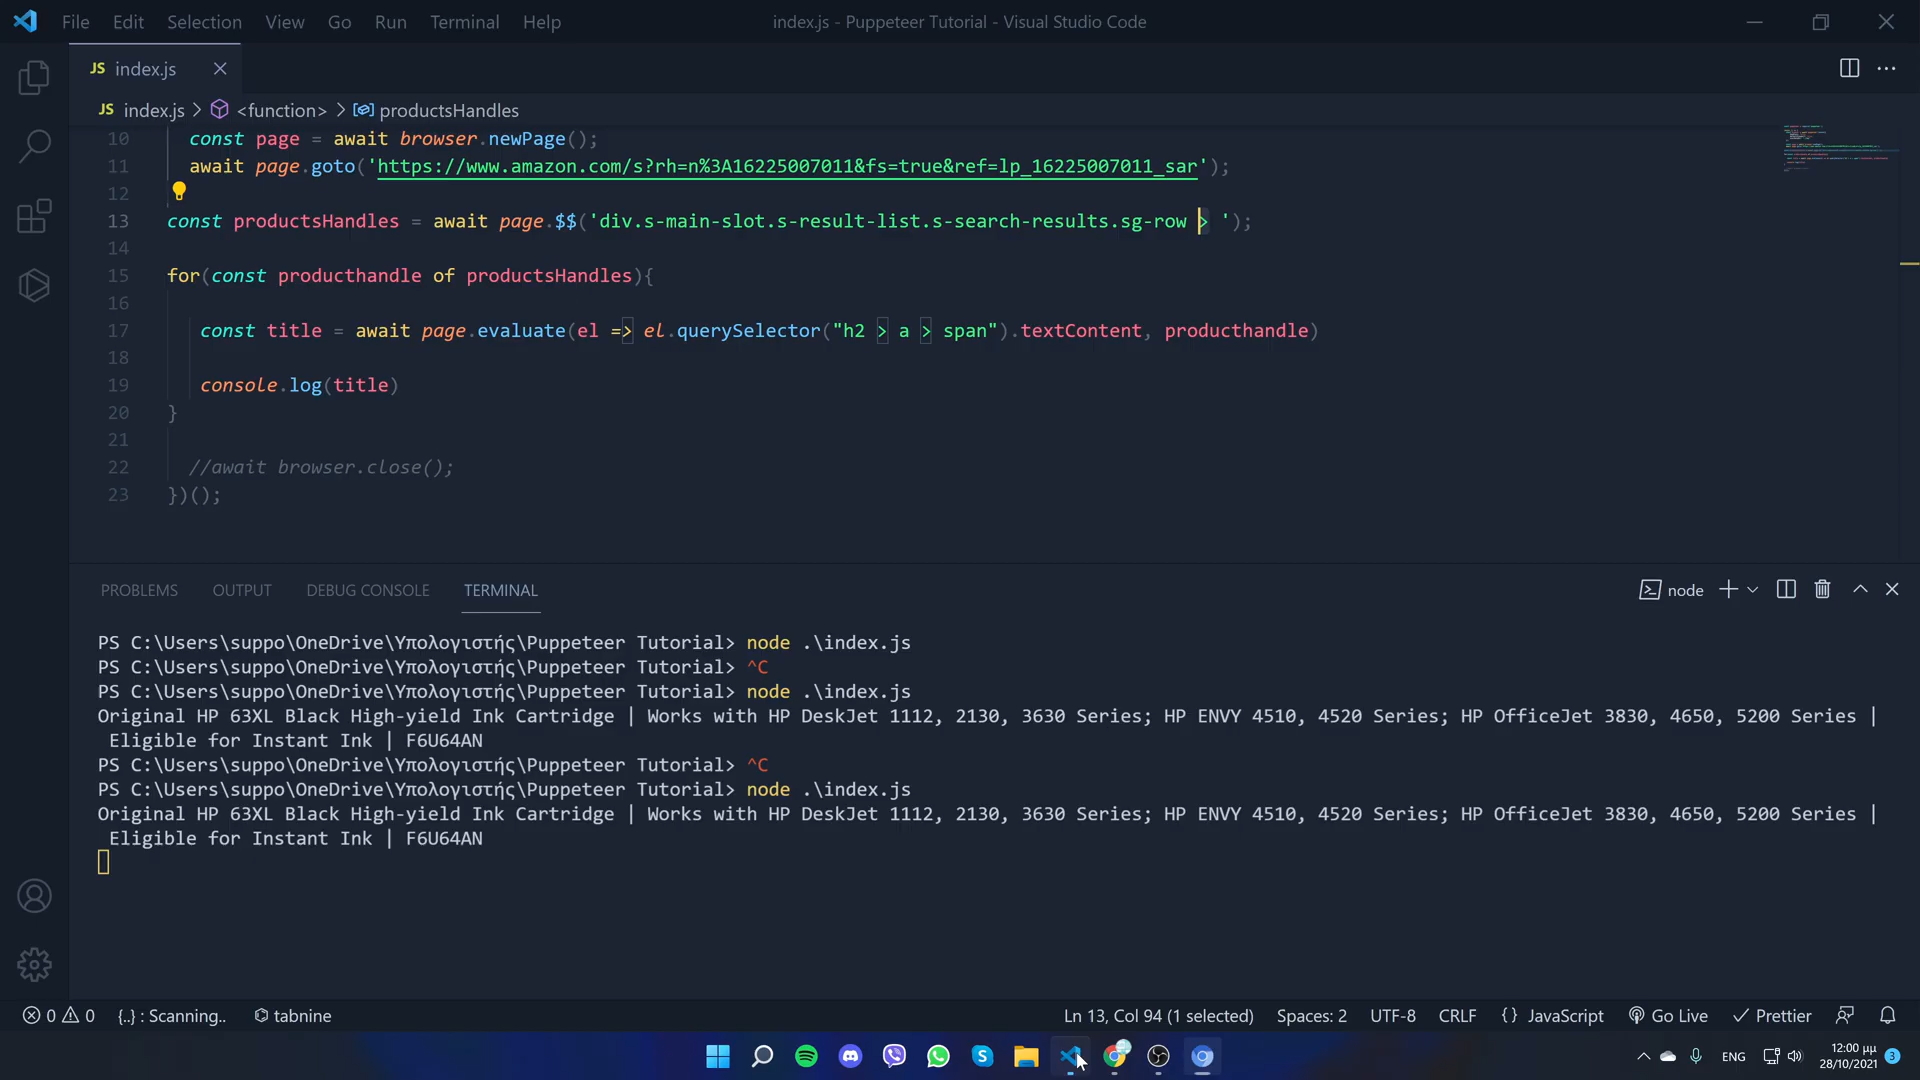 File Edit Selection View Go Run Terminal Help
index.js - Puppeteer Tutorial - Visual Studio Code
JS index.js
JS index.js > <function> > productsHandles
10 const page = await browser.newPage();
11 await page.goto('https://www.amazon.com/s?rh=n%3A16225007011&fs=true&ref=lp_16225007011_sar');
12
13 const productsHandles = await page.$$('div.s-main-slot.s-result-list.s-search-results.sg-row > ');
14
15 for(const producthandle of productsHandles){
16
17 const title = await page.evaluate(el => el.querySelector("h2 > a > span").textContent, producthandle)
18
19 console.log(title)
20 }
21
22 //await browser.close();
23 })();
PROBLEMS OUTPUT DEBUG CONSOLE TERMINAL
node
PS C:\Users\suppo\OneDrive\Υπολογιστής\Puppeteer Tutorial> node .\index.js
PS C:\Users\suppo\OneDrive\Υπολογιστής\Puppeteer Tutorial> ^C
PS C:\Users\suppo\OneDrive\Υπολογιστής\Puppeteer Tutorial> node .\index.js
Original HP 63XL Black High-yield Ink Cartridge | Works with HP DeskJet 1112, 2130, 3630 Series; HP ENVY 4510, 4520 Series; HP OfficeJet 3830, 4650, 5200 Series |
Eligible for Instant Ink | F6U64AN
PS C:\Users\suppo\OneDrive\Υπολογιστής\Puppeteer Tutorial> ^C
PS C:\Users\suppo\OneDrive\Υπολογιστής\Puppeteer Tutorial> node .\index.js
Original HP 63XL Black High-yield Ink Cartridge | Works with HP DeskJet 1112, 2130, 3630 Series; HP ENVY 4510, 4520 Series; HP OfficeJet 3830, 4650, 5200 Series |
Eligible for Instant Ink | F6U64AN
0 0 {..} : Scanning.. tabnine Ln 13, Col 94 (1 selected) Spaces: 2 UTF-8 CRLF {} JavaScript Go Live Prettier
ENG
12:00 μμ
28/10/2021
3